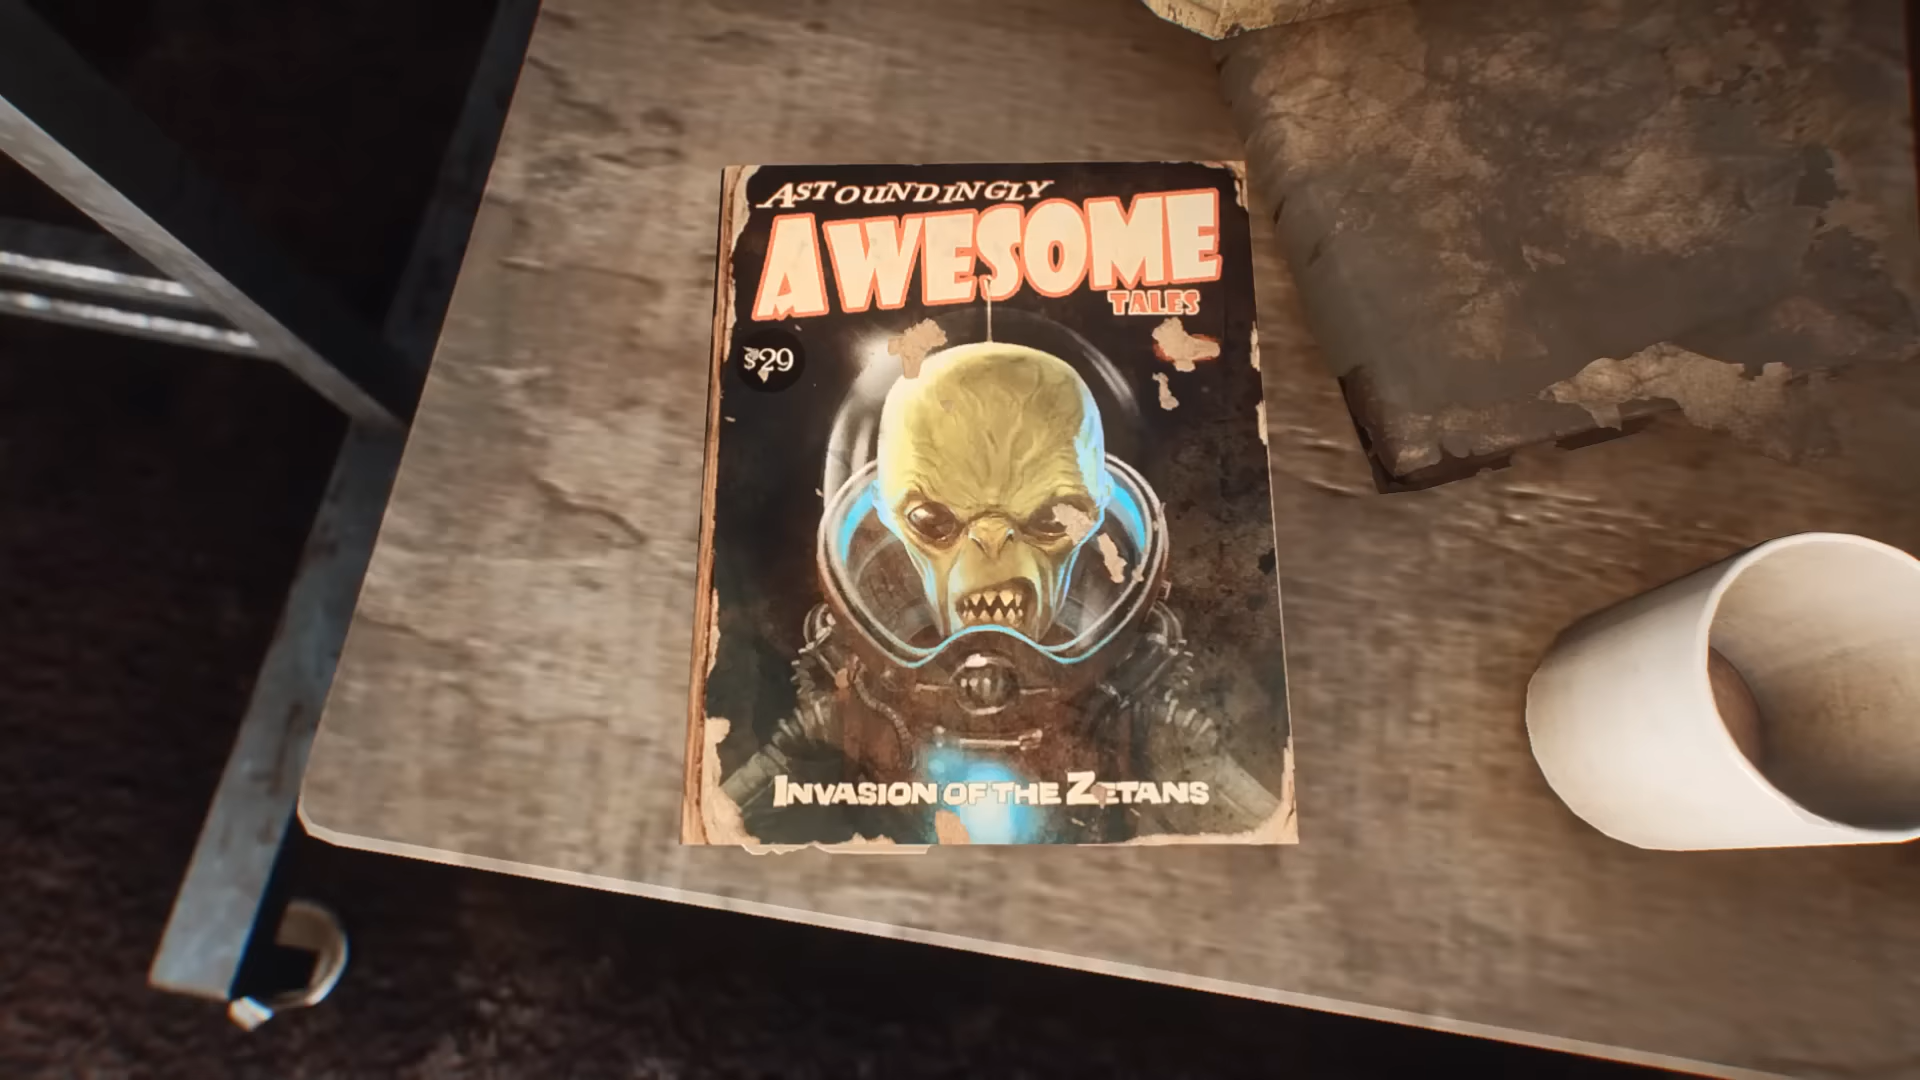 ASTOUNDINGLY
AWESOME
TALES
$29
INVASION OF THE ZETANS